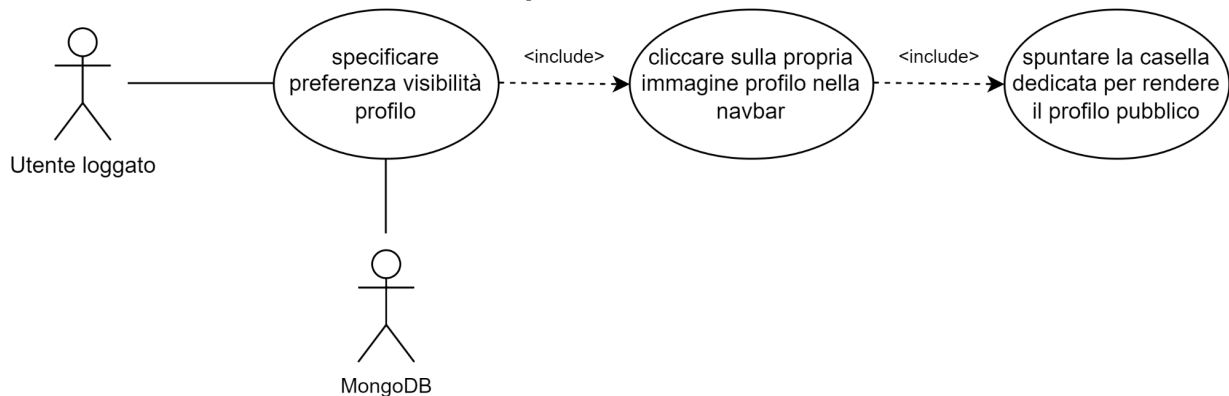 specificare
preferenza visibilità
profilo
<include>
cliccare sulla propria
immagine profilo nella
navbar
<include>
spuntare la casella
dedicata per rendere
il profilo pubblico
Utente loggato
MongoDB